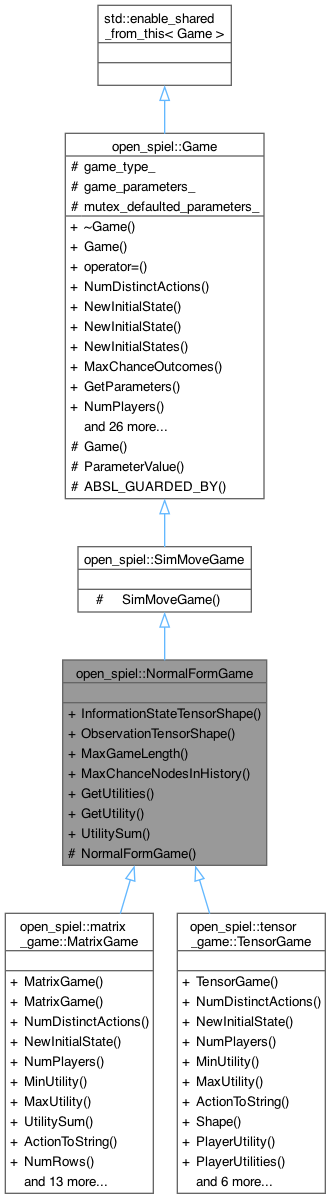 std::enable_shared
_from_this< Game >
open_spiel::Game
# game_type_
# game_parameters_
# mutex_defaulted_parameters_
+ ~Game()
+ Game()
+ operator=()
+ NumDistinctActions()
+ NewInitialState()
+ NewInitialState()
+ NewInitialStates()
+ MaxChanceOutcomes()
+ GetParameters()
+ NumPlayers()
and 26 more...
# Game()
# ParameterValue()
# ABSL_GUARDED_BY()
open_spiel::SimMoveGame
# SimMoveGame()
open_spiel::NormalFormGame
+ InformationStateTensorShape()
+ ObservationTensorShape()
+ MaxGameLength()
+ MaxChanceNodesInHistory()
+ GetUtilities()
+ GetUtility()
+ UtilitySum()
# NormalFormGame()
open_spiel::matrix
_game::MatrixGame
+ MatrixGame()
+ MatrixGame()
+ NumDistinctActions()
+ NewInitialState()
+ NumPlayers()
+ MinUtility()
+ MaxUtility()
+ UtilitySum()
+ ActionToString()
+ NumRows()
and 13 more...
open_spiel::tensor
_game::TensorGame
+ TensorGame()
+ NumDistinctActions()
+ NewInitialState()
+ NumPlayers()
+ MinUtility()
+ MaxUtility()
+ ActionToString()
+ Shape()
+ PlayerUtility()
+ PlayerUtilities()
and 6 more...